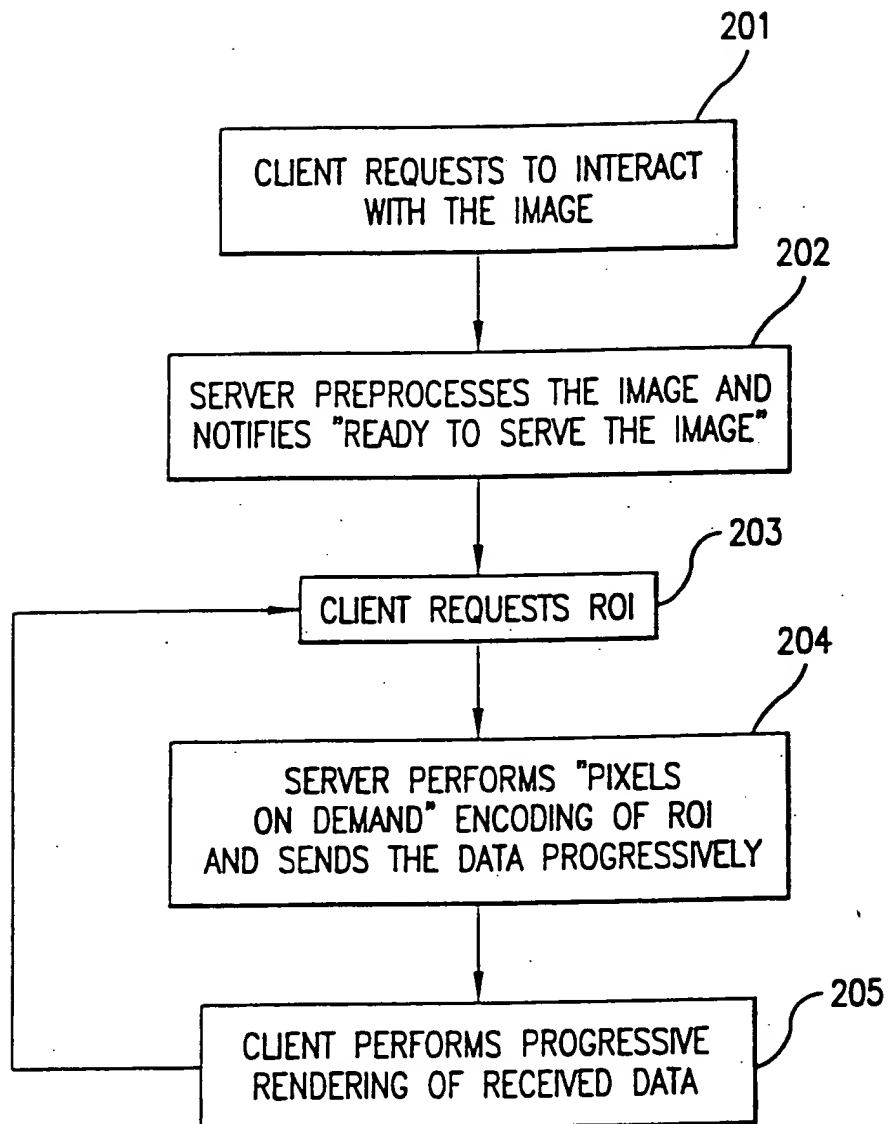 201
CLIENT REQUESTS TO INTERACT
WITH THE IMAGE
202
SERVER PREPROCESSES THE IMAGE AND
NOTIFIES "READY TO SERVE THE IMAGE"
203
CLIENT REQUESTS ROI
204
SERVER PERFORMS "PIXELS
ON DEMAND" ENCODING OF ROI
AND SENDS THE DATA PROGRESSIVELY
205
CLIENT PERFORMS PROGRESSIVE
RENDERING OF RECEIVED DATA